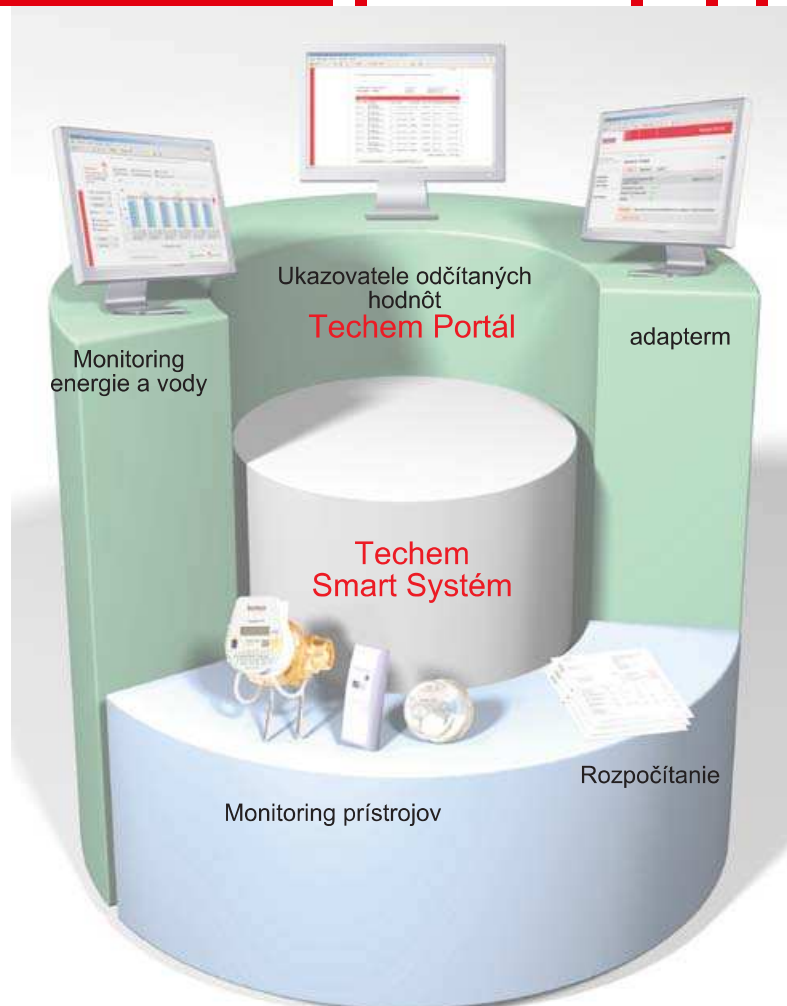 Ukazovatele odčítaných
hodnôt
Techem Portál
Monitoring
energie a vody
adapterm
Techem
Smart Systém
Rozpočítanie
Monitoring prístrojov